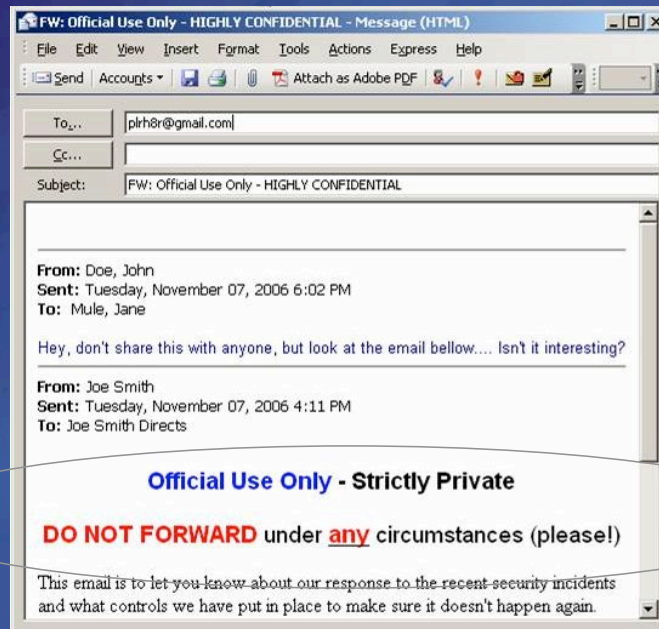 FW: Official Use Only - HIGHLY CONFIDENTIAL - Message (HTML)
File Edit View Insert Format Tools Actions Express Help
Send Accounts Attach as Adobe PDF
To... plrh8r@gmail.com
Cc...
Subject: FW: Official Use Only - HIGHLY CONFIDENTIAL
From: Doe, John
Sent: Tuesday, November 07, 2006 6:02 PM
To: Mule, Jane
Hey, don't share this with anyone, but look at the email bellow.... Isn't it interesting?
From: Joe Smith
Sent: Tuesday, November 07, 2006 4:11 PM
To: Joe Smith Directs
Official Use Only - Strictly Private
DO NOT FORWARD under any circumstances (please!)
This email is to let you know about our response to the recent security incidents
and what controls we have put in place to make sure it doesn't happen again.